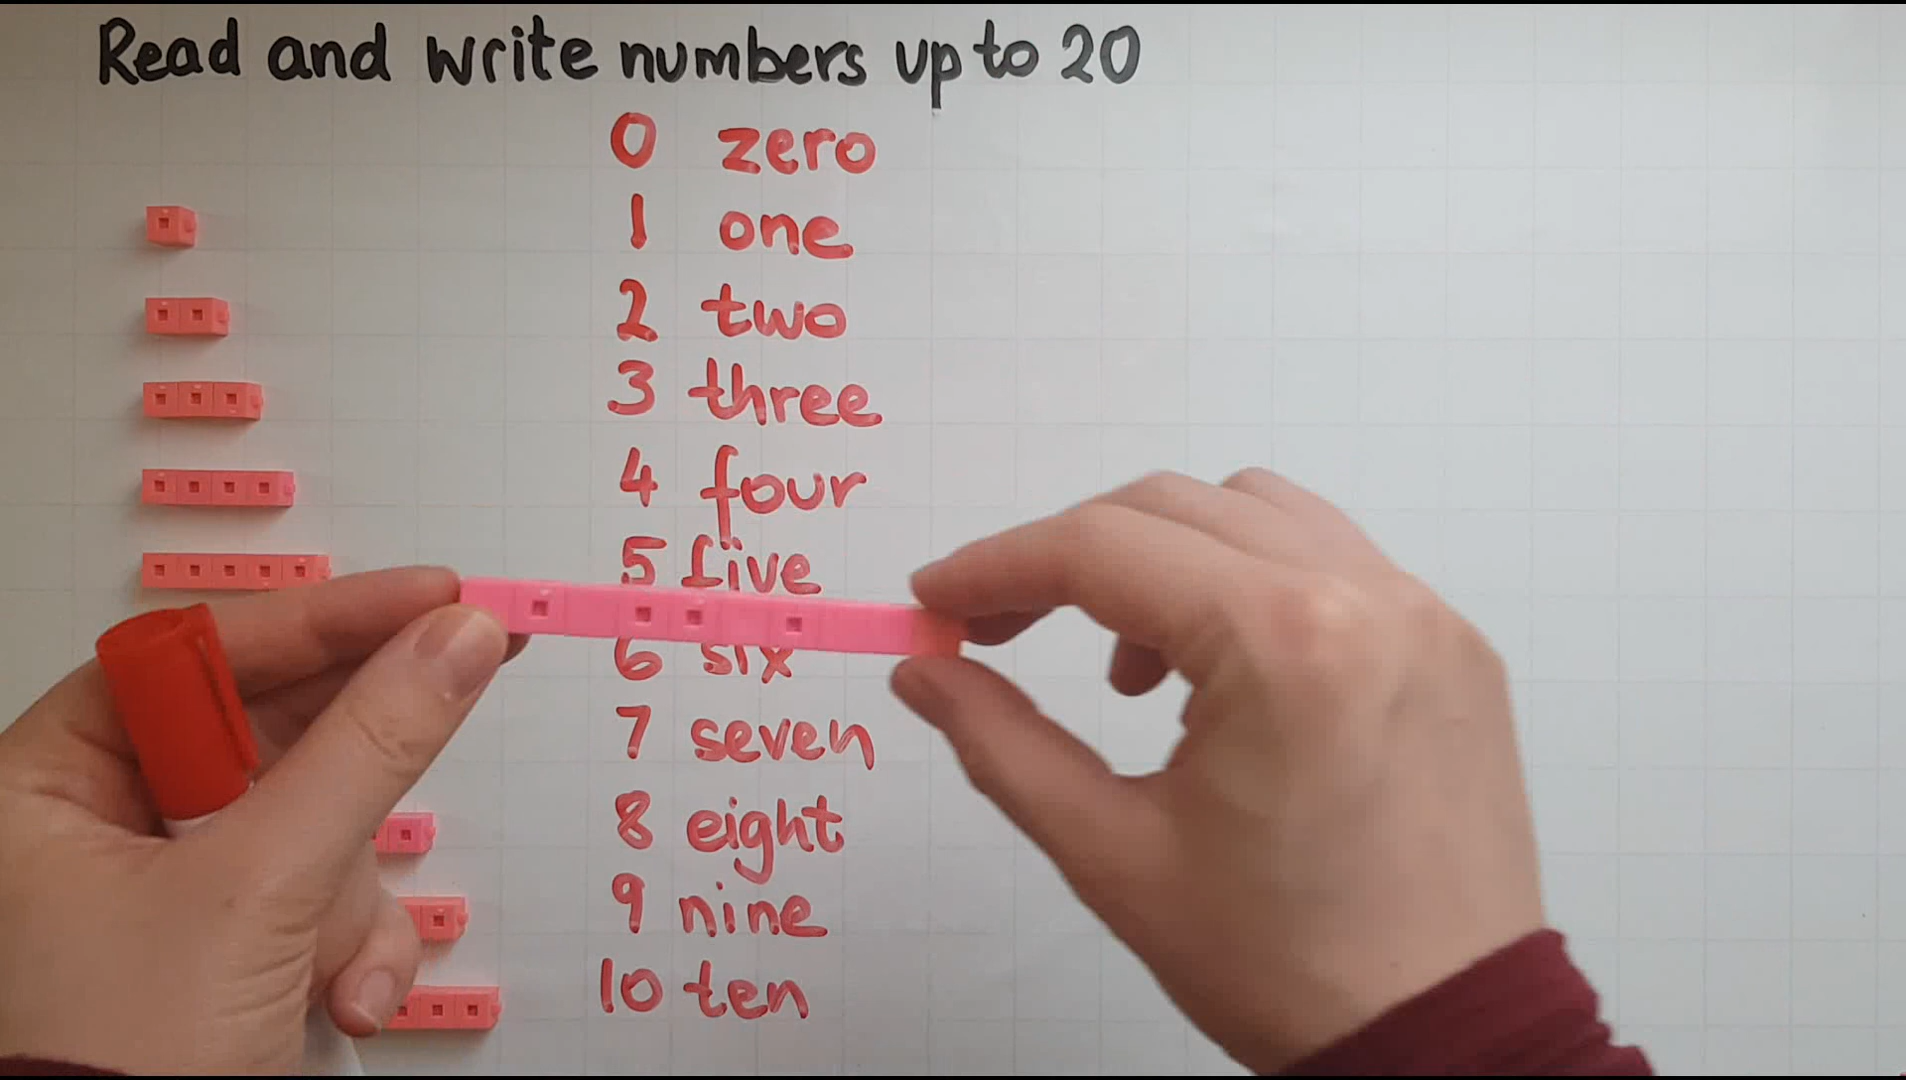 Read and write numbers up to 20
0 zero
1 one
2 two
3 three
4 four
5 five
6 six
7 seven
8 eight
9 nine
10 ten